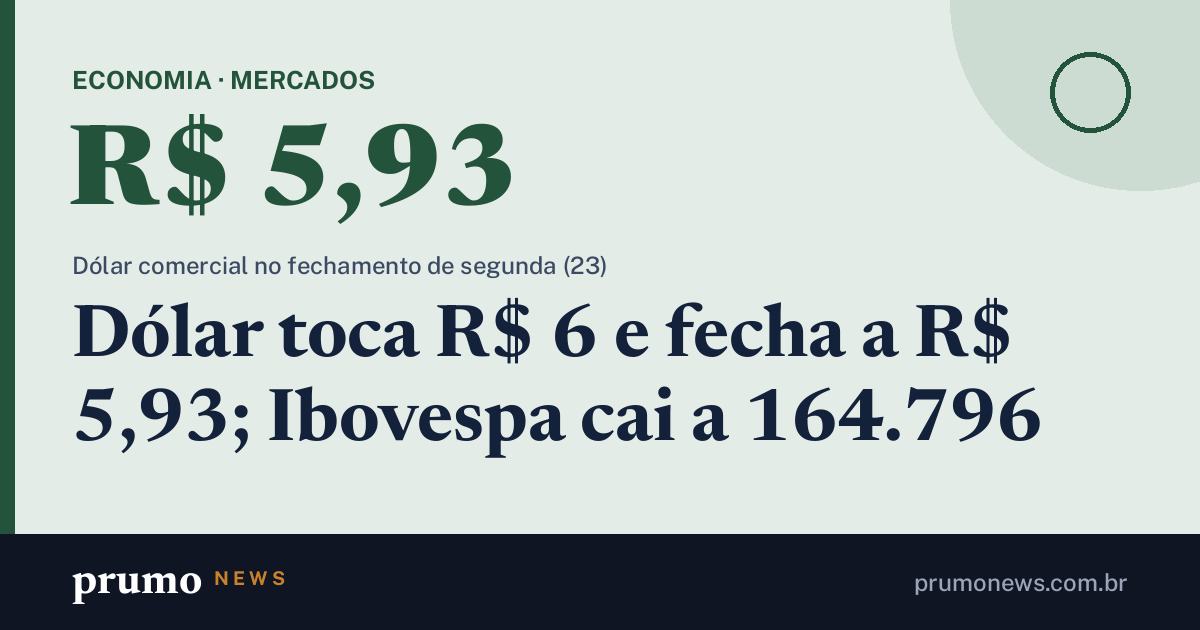 ECONOMIA · MERCADOS
R$ 5,93
Dólar comercial no fechamento de segunda (23)
Dólar toca R$ 6 e fecha a R$
5,93; Ibovespa cai a 164.796
prumo NEWS
prumonews.com.br